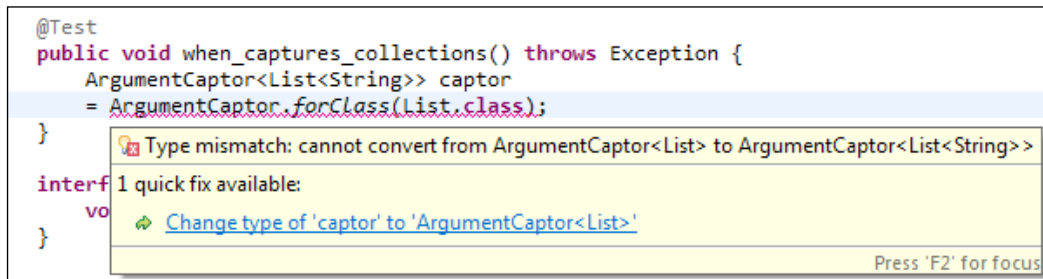 @Test
public void when_captures_collections() throws Exception {
    ArgumentCaptor<List<String>> captor
    = ArgumentCaptor.forClass(List.class);
}
Type mismatch: cannot convert from ArgumentCaptor<List> to ArgumentCaptor<List<String>>
interf
1 quick fix available:
vo
Change type of 'captor' to 'ArgumentCaptor<List>'
}
Press 'F2' for focus